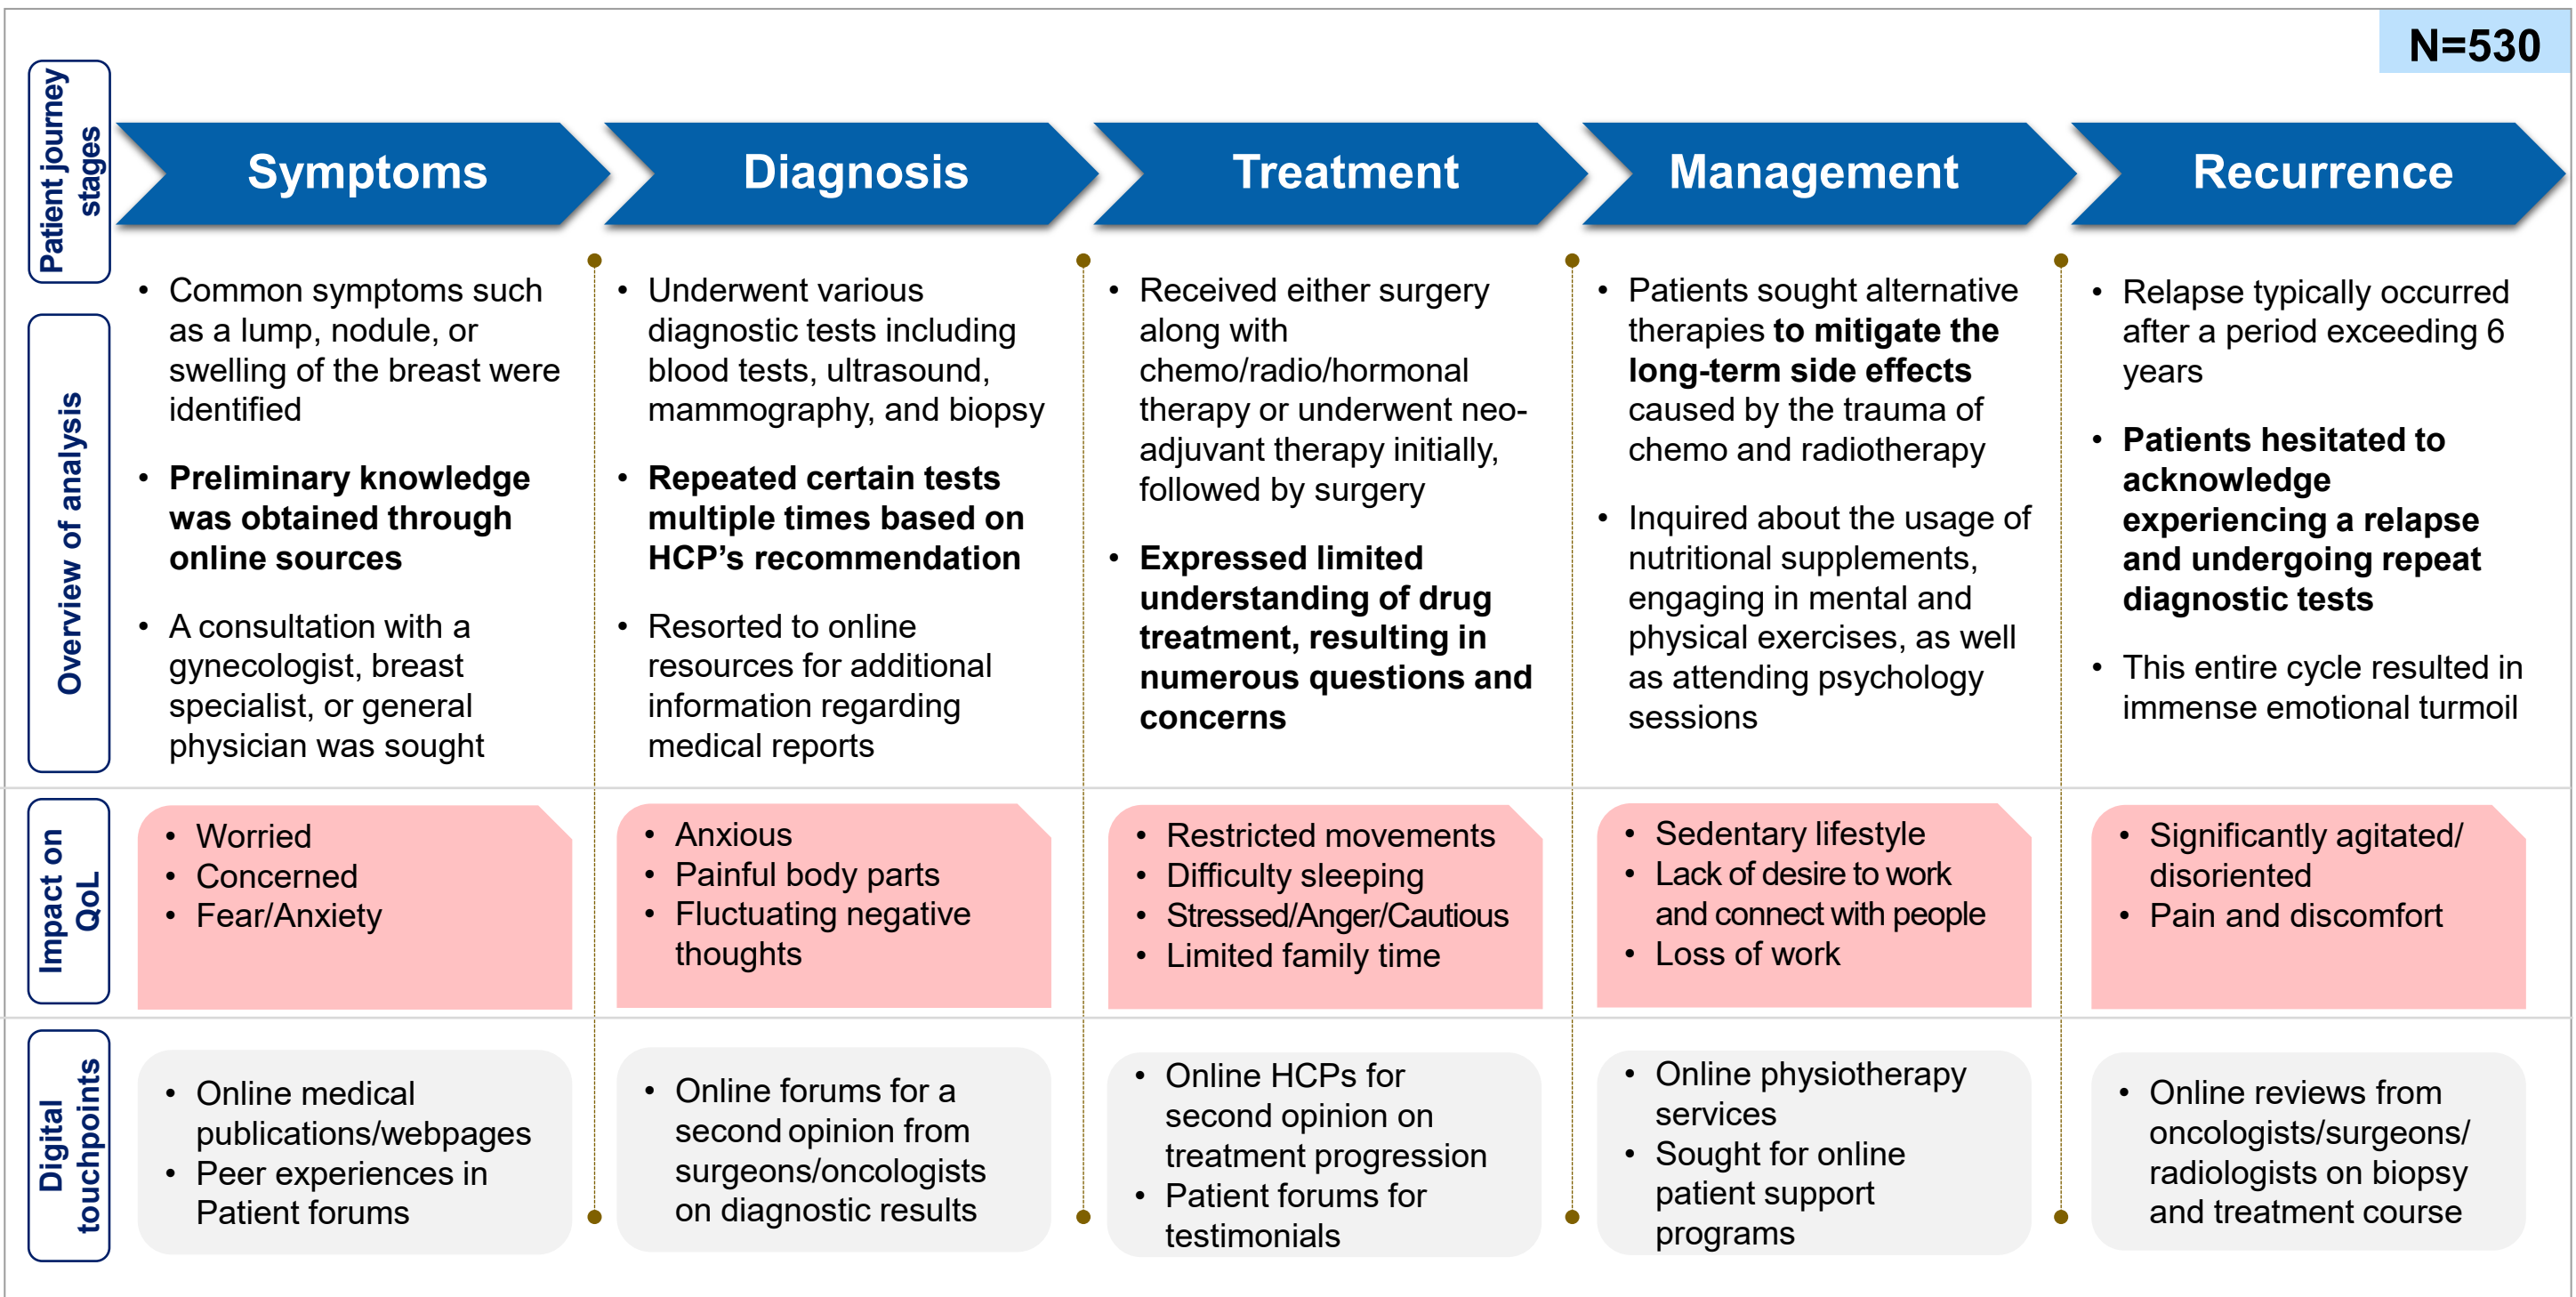 N=530
Patient journey
stages
Symptoms
Diagnosis
Treatment
Management
Recurrence
Overview of analysis
• Common symptoms such
as a lump, nodule, or
swelling of the breast were
identified
• Preliminary knowledge
was obtained through
online sources
• A consultation with a
gynecologist, breast
specialist, or general
physician was sought
• Underwent various
diagnostic tests including
blood tests, ultrasound,
mammography, and biopsy
• Repeated certain tests
multiple times based on
HCP’s recommendation
• Resorted to online
resources for additional
information regarding
medical reports
• Received either surgery
along with
chemo/radio/hormonal
therapy or underwent neo-
adjuvant therapy initially,
followed by surgery
• Expressed limited
understanding of drug
treatment, resulting in
numerous questions and
concerns
• Patients sought alternative
therapies to mitigate the
long-term side effects
caused by the trauma of
chemo and radiotherapy
• Inquired about the usage of
nutritional supplements,
engaging in mental and
physical exercises, as well
as attending psychology
sessions
• Relapse typically occurred
after a period exceeding 6
years
• Patients hesitated to
acknowledge
experiencing a relapse
and undergoing repeat
diagnostic tests
• This entire cycle resulted in
immense emotional turmoil
Impact on
QoL
• Worried
• Concerned
• Fear/Anxiety
• Anxious
• Painful body parts
• Fluctuating negative
thoughts
• Restricted movements
• Difficulty sleeping
• Stressed/Anger/Cautious
• Limited family time
• Sedentary lifestyle
• Lack of desire to work
and connect with people
• Loss of work
• Significantly agitated/
disoriented
• Pain and discomfort
Digital
touchpoints
• Online medical
publications/webpages
• Peer experiences in
Patient forums
• Online forums for a
second opinion from
surgeons/oncologists
on diagnostic results
• Online HCPs for
second opinion on
treatment progression
• Patient forums for
testimonials
• Online physiotherapy
services
• Sought for online
patient support
programs
• Online reviews from
oncologists/surgeons/
radiologists on biopsy
and treatment course